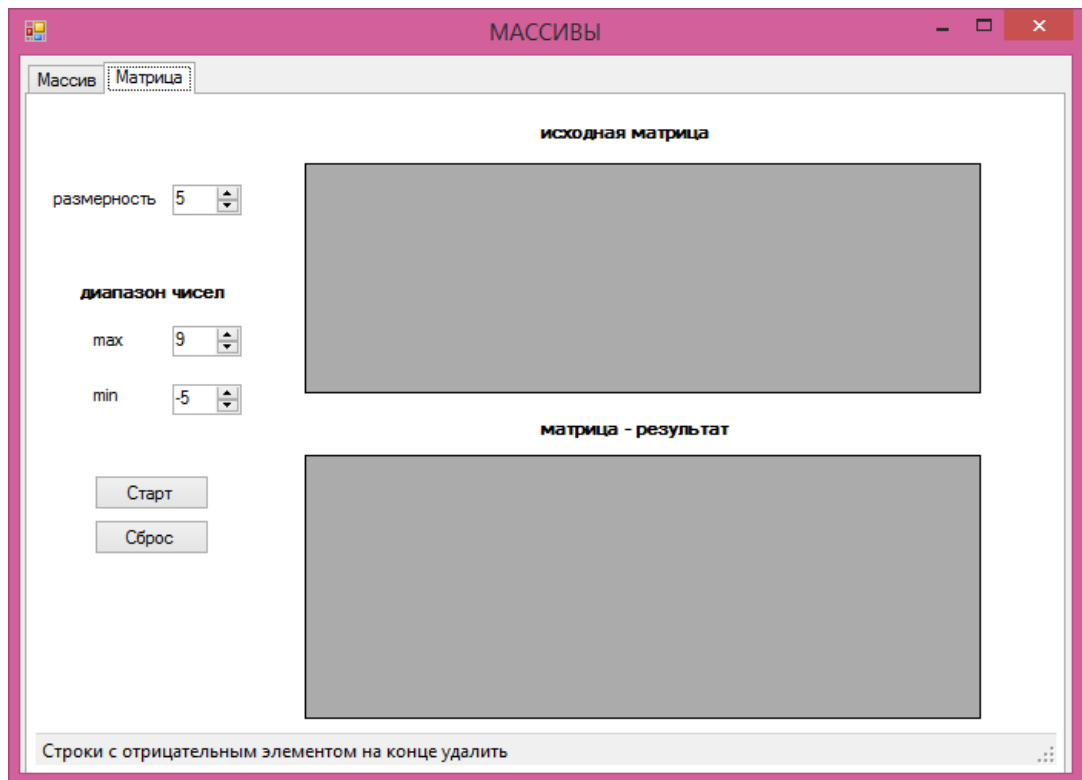 МАССИВЫ
Массив Матрица
исходная матрица
размерность 5
диапазон чисел
max 9
min -5
матрица - результат
Старт
Сброс
Строки с отрицательным элементом на конце удалить